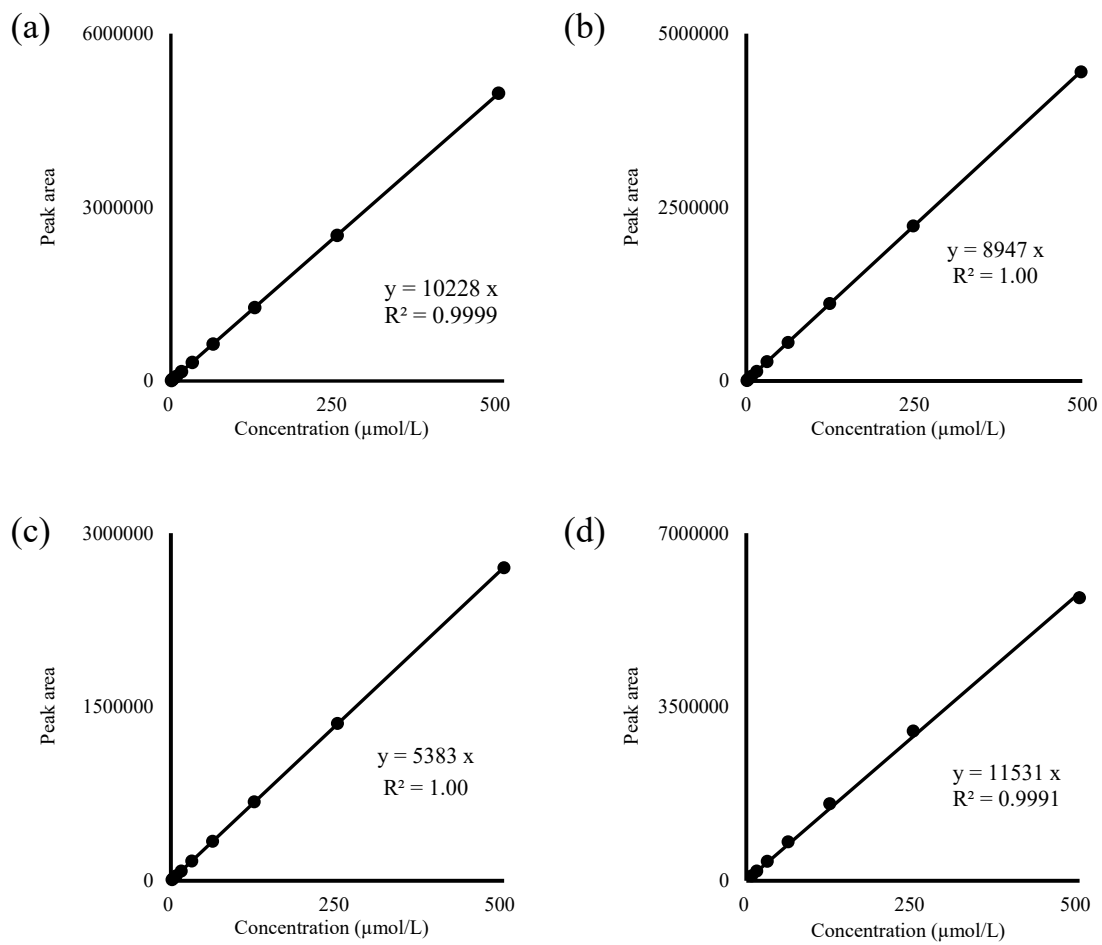 (a)
6000000
3000000
0
Peak area
y = 10228 x
R² = 0.9999
0 250 500
Concentration (µmol/L)
(b)
5000000
2500000
0
Peak area
y = 8947 x
R² = 1.00
0 250 500
Concentration (µmol/L)
(c)
3000000
1500000
0
Peak area
y = 5383 x
R² = 1.00
0 250 500
Concentration (µmol/L)
(d)
7000000
3500000
0
Peak area
y = 11531 x
R² = 0.9991
0 250 500
Concentration (µmol/L)